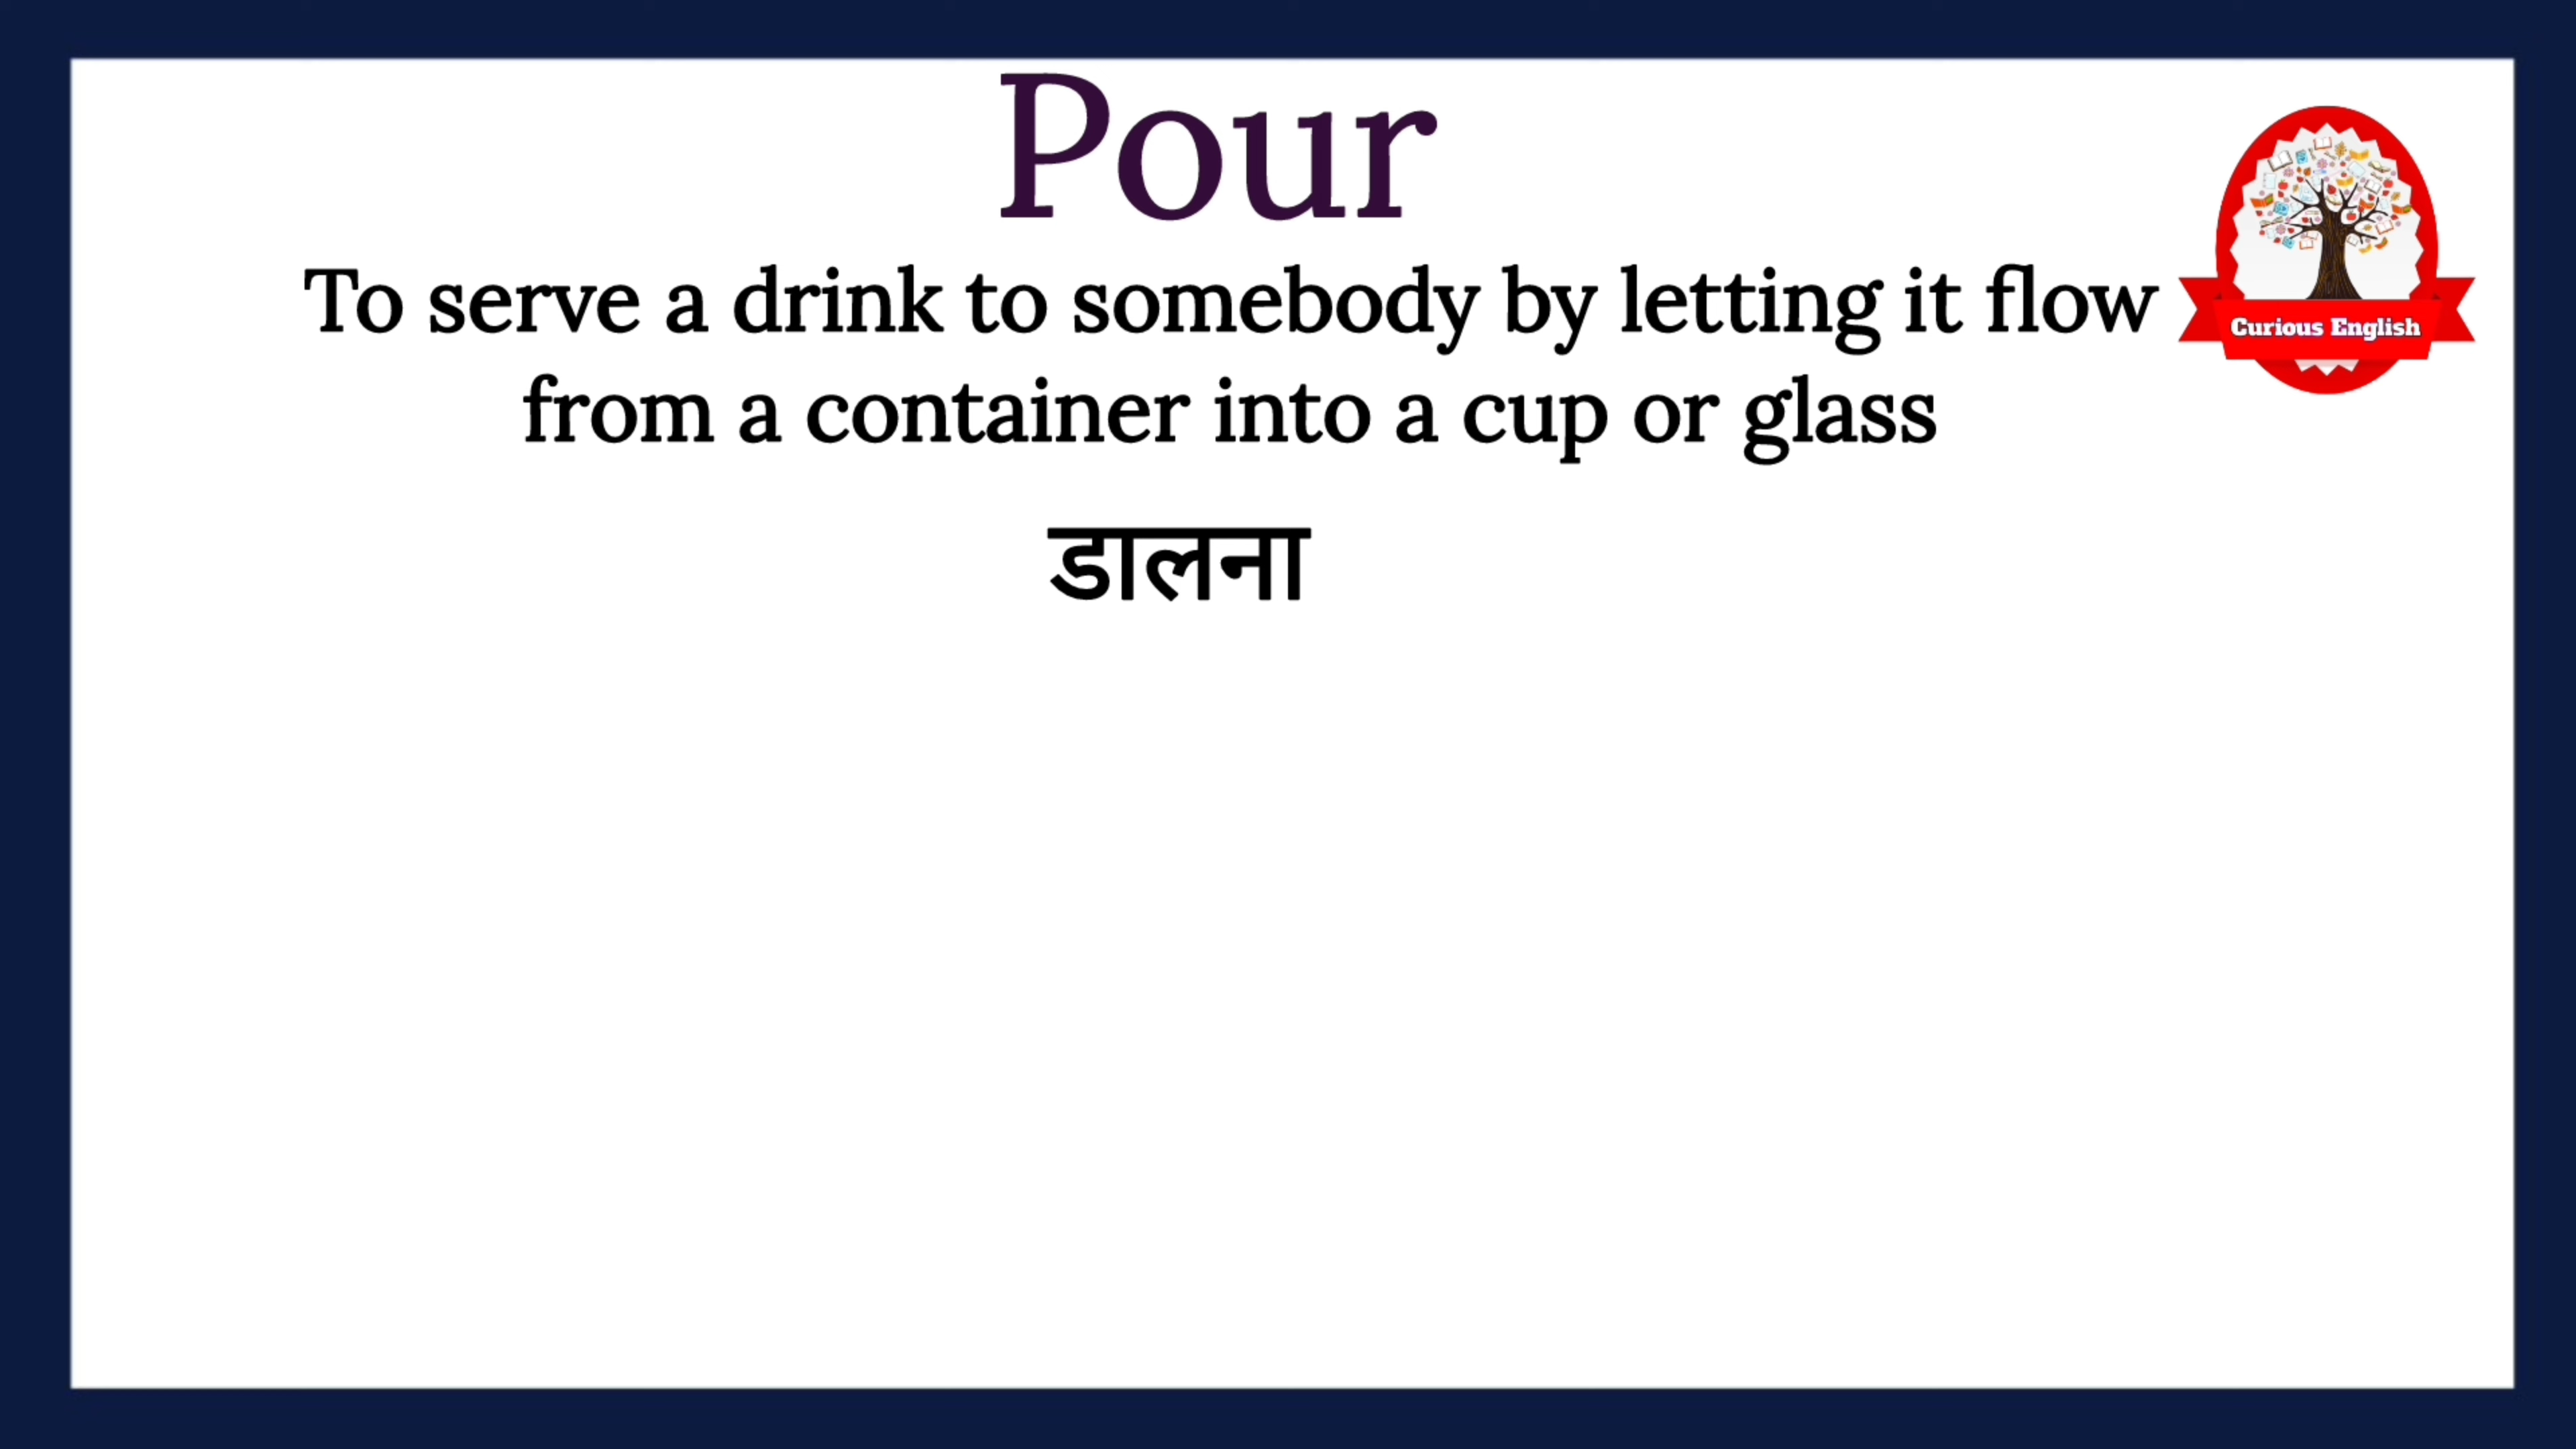 Pour
To serve a drink to somebody by letting it flow
from a container into a cup or glass
Curious English
डालना